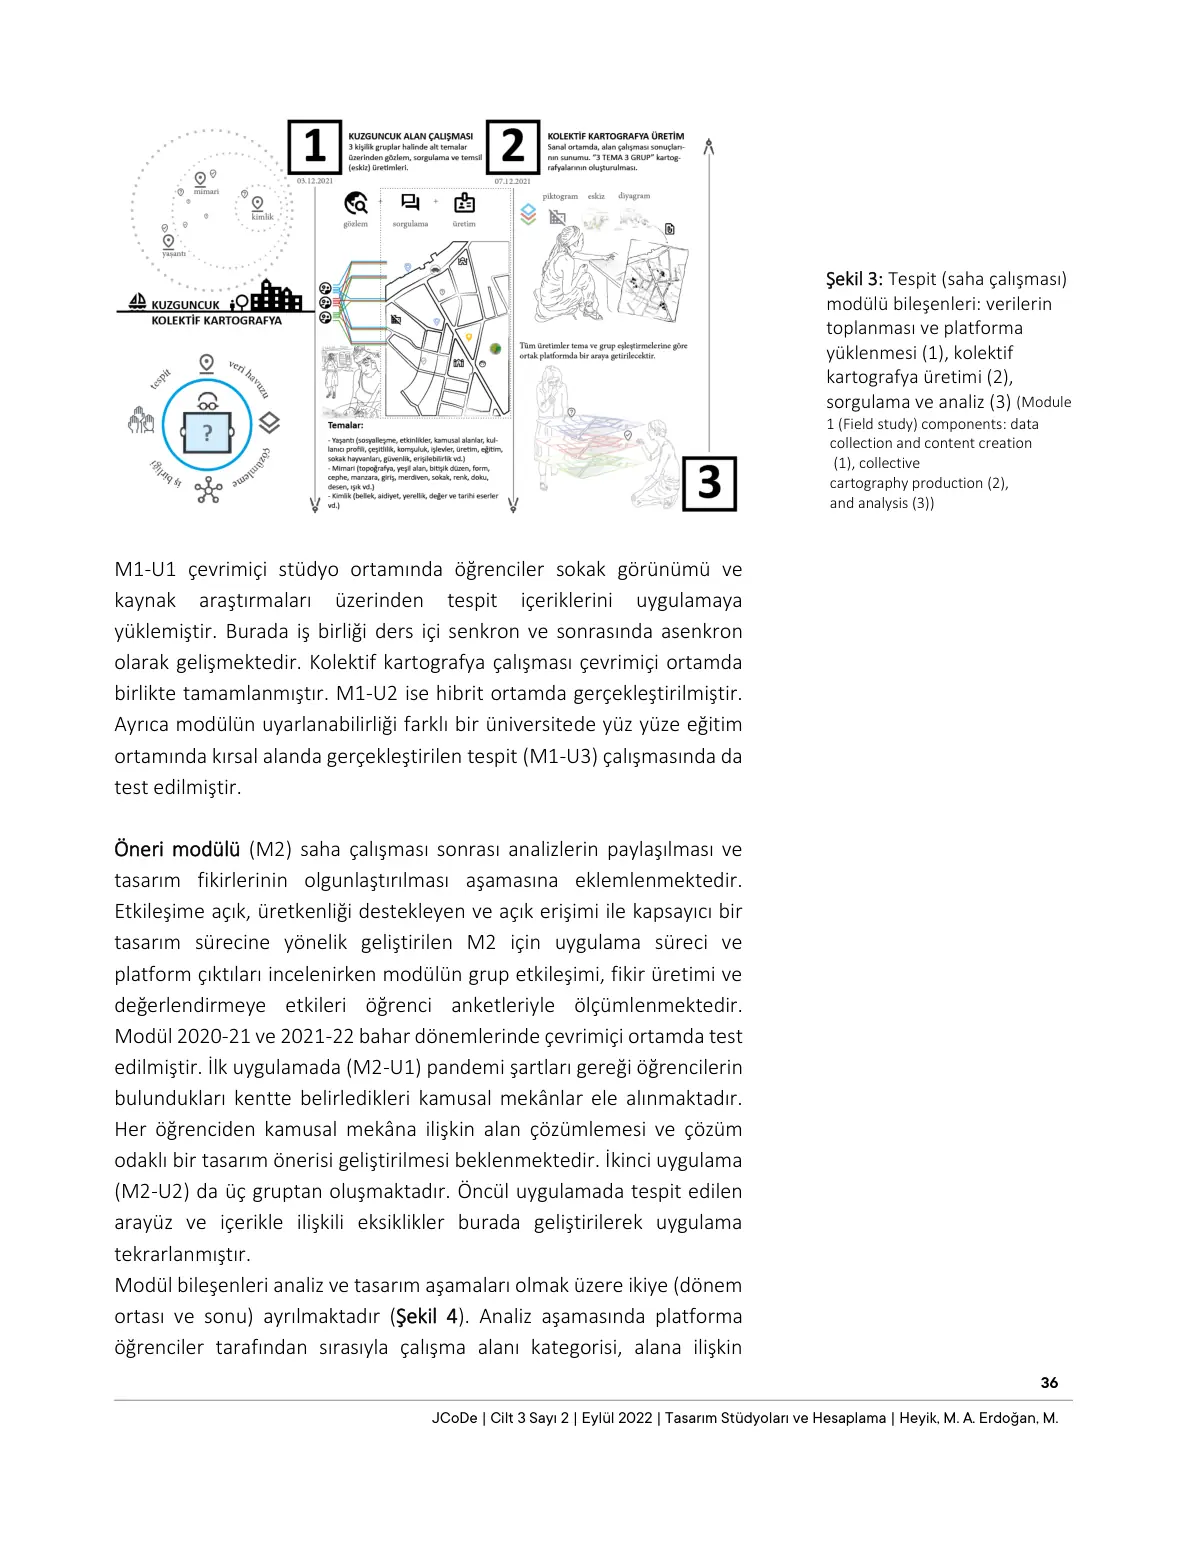 1
KUZGUNCUK ALAN ÇALIŞMASI
3 kişilik gruplar halinde alt temalar
üzerinden gözlem, sorgulama ve temsil
(eskiz) üretimleri.
03.12.2021
2
KOLEKTİF KARTOGRAFYA ÜRETİM
Sanal ortamda, alan çalışması sonuçları-
nın sunumu. "3 TEMA 3 GRUP" kartog-
rafyalarının oluşturulması.
07.12.2021
mimari
kimlik
yaşantı
KUZGUNCUK
KOLEKTİF KARTOGRAFYA
gözlem + sorgulama + üretim
piktogram eskiz diyagram
tespit
veri havuzu
çözümleme
iş birliği
?
Tüm üretimler tema ve grup eşleştirmelerine göre
ortak platformda bir araya getirilecektir.
Temalar:
- Yaşantı (sosyalleşme, etkinlikler, kamusal alanlar, kul-
lanıcı profili, çeşitlilik, komşuluk, işlevler, üretim, eğitim,
sokak hayvanları, güvenlik, erişilebilirlik vd.)
- Mimari (topoğrafya, yeşil alan, bitişik düzen, form,
cephe, manzara, giriş, merdiven, sokak, renk, doku,
desen, ışık vd.)
- Kimlik (bellek, aidiyet, yerellik, değer ve tarihi eserler
vd.)
3
Şekil 3: Tespit (saha çalışması)
modülü bileşenleri: verilerin
toplanması ve platforma
yüklenmesi (1), kolektif
kartografya üretimi (2),
sorgulama ve analiz (3) (Module
1 (Field study) components: data
collection and content creation
(1), collective
cartography production (2),
and analysis (3))
M1-U1 çevrimiçi stüdyo ortamında öğrenciler sokak görünümü ve
kaynak araştırmaları üzerinden tespit içeriklerini uygulamaya
yüklemiştir. Burada iş birliği ders içi senkron ve sonrasında asenkron
olarak gelişmektedir. Kolektif kartografya çalışması çevrimiçi ortamda
birlikte tamamlanmıştır. M1-U2 ise hibrit ortamda gerçekleştirilmiştir.
Ayrıca modülün uyarlanabilirliği farklı bir üniversitede yüz yüze eğitim
ortamında kırsal alanda gerçekleştirilen tespit (M1-U3) çalışmasında da
test edilmiştir.
Öneri modülü (M2) saha çalışması sonrası analizlerin paylaşılması ve
tasarım fikirlerinin olgunlaştırılması aşamasına eklemlenmektedir.
Etkileşime açık, üretkenliği destekleyen ve açık erişimi ile kapsayıcı bir
tasarım sürecine yönelik geliştirilen M2 için uygulama süreci ve
platform çıktıları incelenirken modülün grup etkileşimi, fikir üretimi ve
değerlendirmeye etkileri öğrenci anketleriyle ölçümlenmektedir.
Modül 2020-21 ve 2021-22 bahar dönemlerinde çevrimiçi ortamda test
edilmiştir. İlk uygulamada (M2-U1) pandemi şartları gereği öğrencilerin
bulundukları kentte belirledikleri kamusal mekânlar ele alınmaktadır.
Her öğrenciden kamusal mekâna ilişkin alan çözümlemesi ve çözüm
odaklı bir tasarım önerisi geliştirilmesi beklenmektedir. İkinci uygulama
(M2-U2) da üç gruptan oluşmaktadır. Öncül uygulamada tespit edilen
arayüz ve içerikle ilişkili eksiklikler burada geliştirilerek uygulama
tekrarlanmıştır.
Modül bileşenleri analiz ve tasarım aşamaları olmak üzere ikiye (dönem
ortası ve sonu) ayrılmaktadır (Şekil 4). Analiz aşamasında platforma
öğrenciler tarafından sırasıyla çalışma alanı kategorisi, alana ilişkin
36
JCoDe | Cilt 3 Sayı 2 | Eylül 2022 | Tasarım Stüdyoları ve Hesaplama | Heyik, M. A. Erdoğan, M.